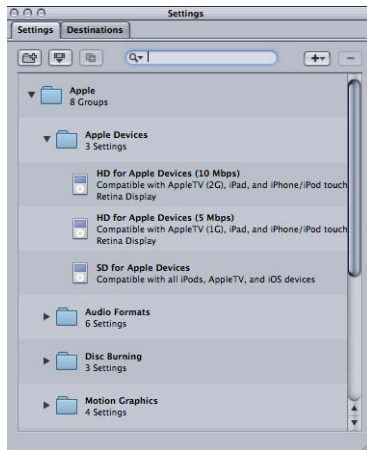 Settings
Settings Destinations
Apple
8 Groups
Apple Devices
3 Settings
HD for Apple Devices (10 Mbps)
Compatible with AppleTV (2G), iPad, and iPhone/iPod touch
Retina Display
HD for Apple Devices (5 Mbps)
Compatible with AppleTV (1G), iPad, and iPhone/iPod touch
Retina Display
SD for Apple Devices
Compatible with all iPods, AppleTV, and iOS devices
Audio Formats
6 Settings
Disc Burning
3 Settings
Motion Graphics
4 Settings